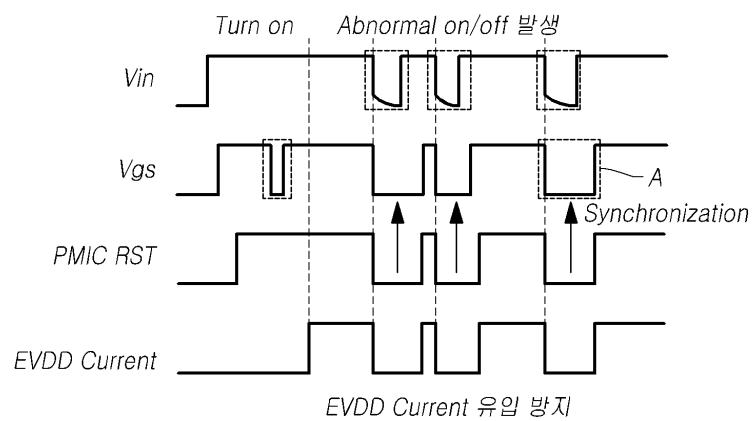 Turn on
Abnormal on/off 발생
Vin
Vgs
A
Synchronization
PMIC RST
EVDD Current
EVDD Current 유입 방지